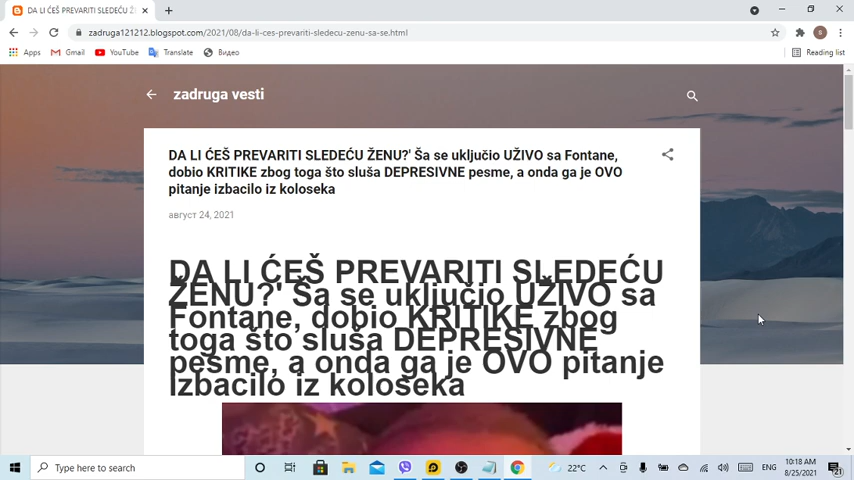 DA LI ĆEŠ PREVARITI SLEDEĆU ŽEN
zadruga121212.blogspot.com/2021/08/da-li-ces-prevariti-sledecu-zenu-sa-se.html
Apps Gmail YouTube Translate Видео Reading list
zadruga vesti
DA LI ĆEŠ PREVARITI SLEDEĆU ŽENU?' Ša se uključio UŽIVO sa Fontane,
dobio KRITIKE zbog toga što sluša DEPRESIVNE pesme, a onda ga je OVO
pitanje izbacilo iz koloseka
август 24, 2021
DA LI ĆEŠ PREVARITI SLEDEĆU
ŽENU?' Ša se uključio UŽIVO sa
Fontane, dobio KRITIKE zbog
toga što sluša DEPRESIVNE
pesme, a onda ga je OVO pitanje
izbacilo iz koloseka
Type here to search
22°C
ENG
10:18 AM
8/25/2021
21